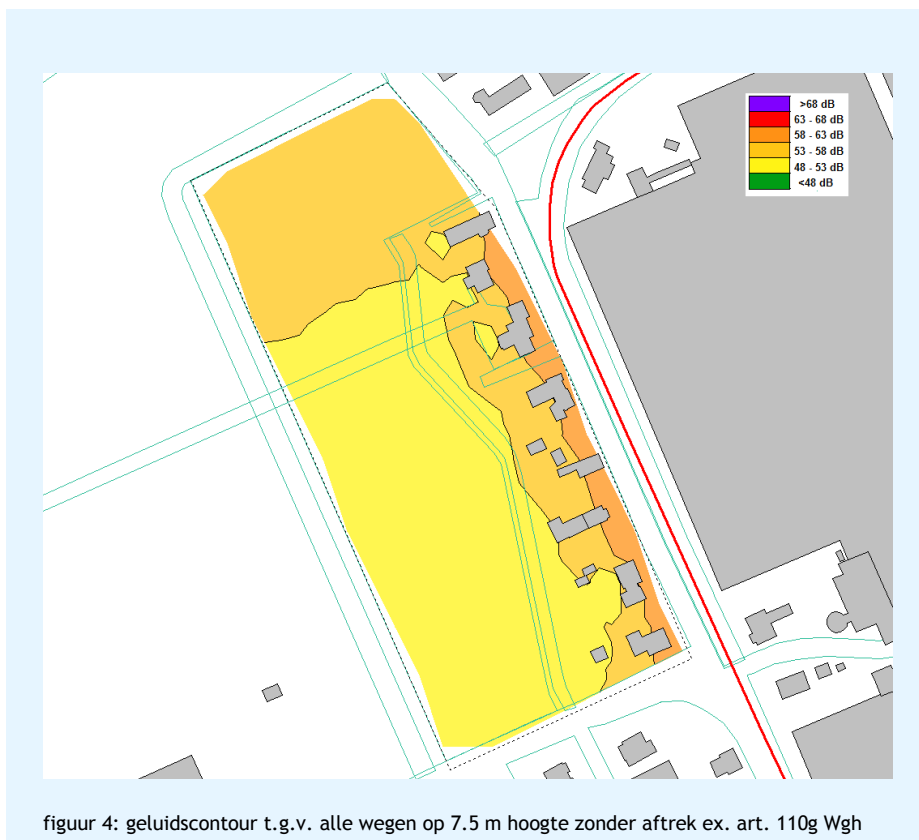 >68 dB
63 - 68 dB
58 - 63 dB
53 - 58 dB
48 - 53 dB
<48 dB
figuur 4: geluidscontour t.g.v. alle wegen op 7.5 m hoogte zonder aftrek ex. art. 110g Wgh